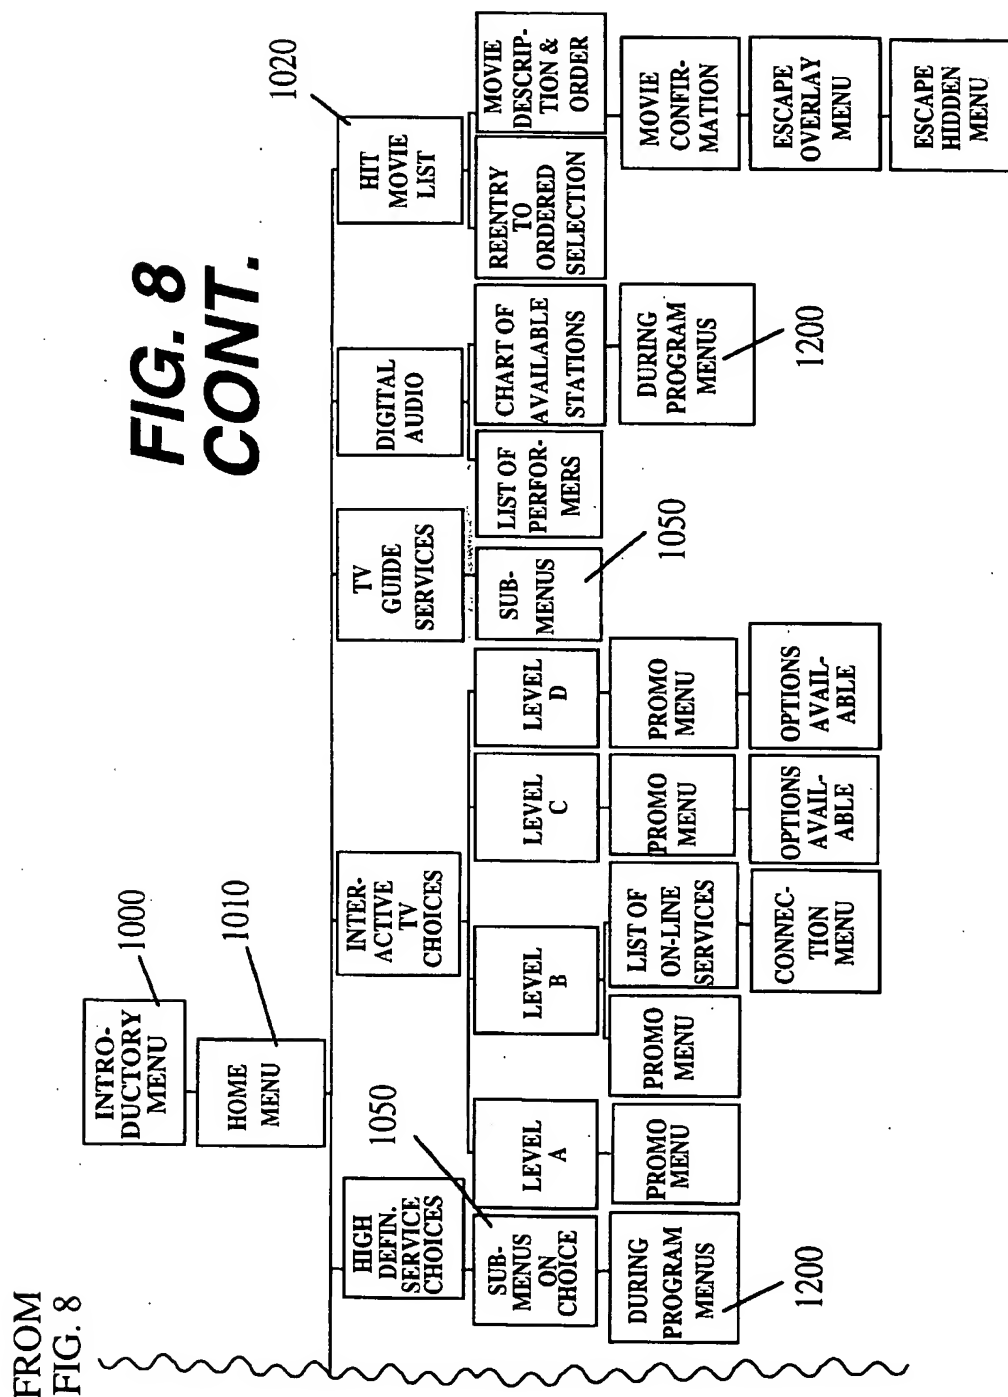 FROM
FIG. 8
FIG. 8
CONT.
INTRO-
DUCTORY
MENU
1000
HOME
MENU
1010
HIGH
DEFIN.
SERVICE
CHOICES
INTER-
ACTIVE
TV
CHOICES
TV
GUIDE
SERVICES
DIGITAL
AUDIO
HIT
MOVIE
LIST
1020
SUB-
MENUS
ON
CHOICE
1050
LEVEL
A
LEVEL
B
LEVEL
C
LEVEL
D
SUB-
MENUS
1050
LIST OF
PERFOR-
MERS
CHART OF
AVAILABLE
STATIONS
REENTRY
TO
ORDERED
SELECTION
MOVIE
DESCRIP-
TION &
ORDER
DURING
PROGRAM
MENUS
1200
PROMO
MENU
PROMO
MENU
LIST OF
ON-LINE
SERVICES
PROMO
MENU
PROMO
MENU
DURING
PROGRAM
MENUS
1200
MOVIE
CONFIR-
MATION
CONNEC-
TION
MENU
OPTIONS
AVAIL-
ABLE
OPTIONS
AVAIL-
ABLE
ESCAPE
OVERLAY
MENU
ESCAPE
HIDDEN
MENU